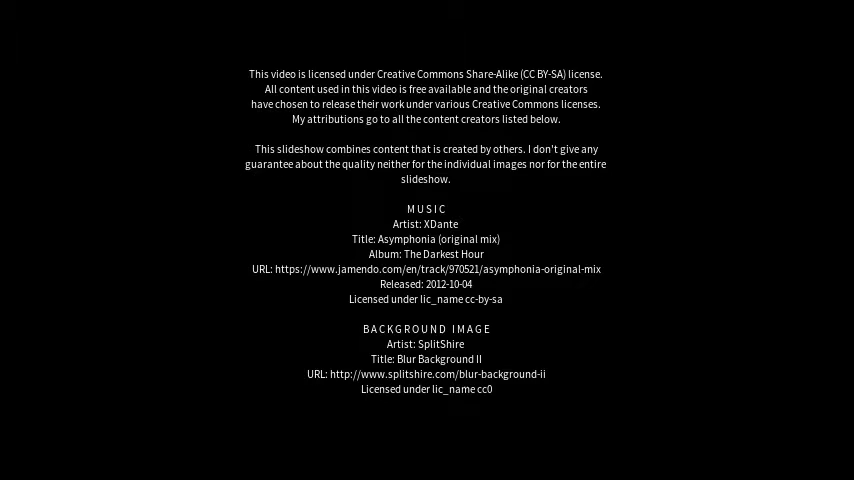 This video is licensed under Creative Commons Share-Alike (CC BY-SA) license.
All content used in this video is free available and the original creators
have chosen to release their work under various Creative Commons licenses.
My attributions go to all the content creators listed below.
This slideshow combines content that is created by others. I don't give any
guarantee about the quality neither for the individual images nor for the entire
slideshow.
MUSIC
Artist: XDante
Title: Asymphonia (original mix)
Album: The Darkest Hour
URL: https://www.jamendo.com/en/track/970521/asymphonia-original-mix
Released: 2012-10-04
Licensed under lic_name cc-by-sa
BACKGROUND IMAGE
Artist: SplitShire
Title: Blur Background II
URL: http://www.splitshire.com/blur-background-ii
Licensed under lic_name cc0